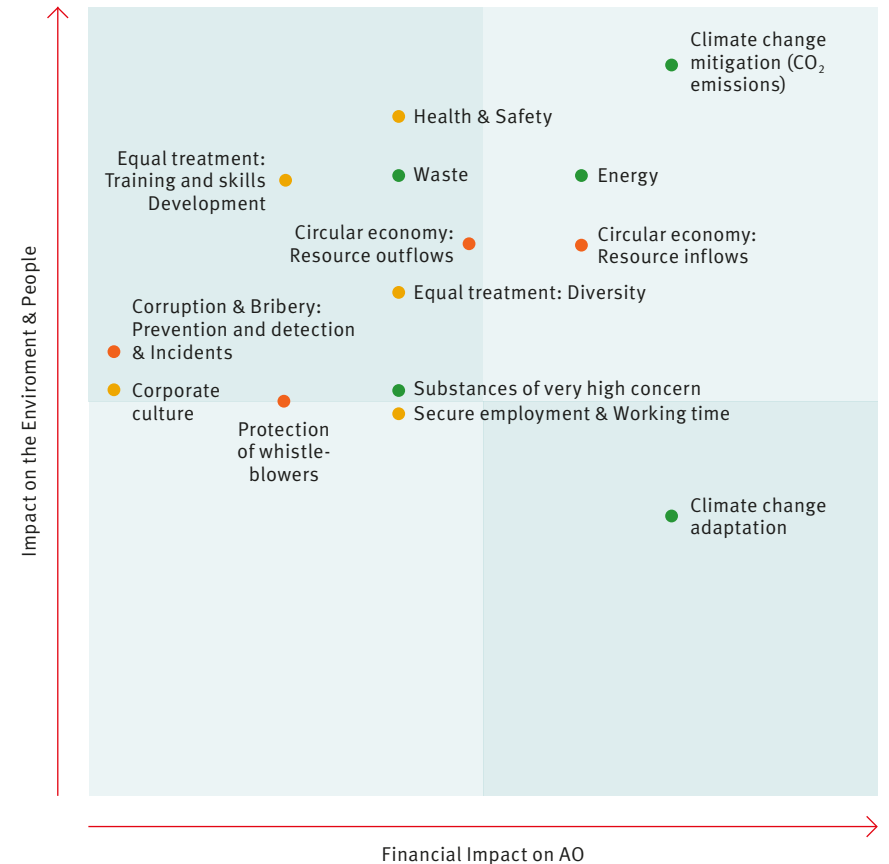 Climate change
mitigation (CO₂
emissions)
Health & Safety
Equal treatment:
Training and skills
Development
Waste
Energy
Circular economy:
Resource outflows
Circular economy:
Resource inflows
Equal treatment: Diversity
Corruption & Bribery:
Prevention and detection
& Incidents
Corporate
culture
Substances of very high concern
Secure employment & Working time
Protection
of whistle-
blowers
Climate change
adaptation
Impact on the Enviroment & People
Financial Impact on AO